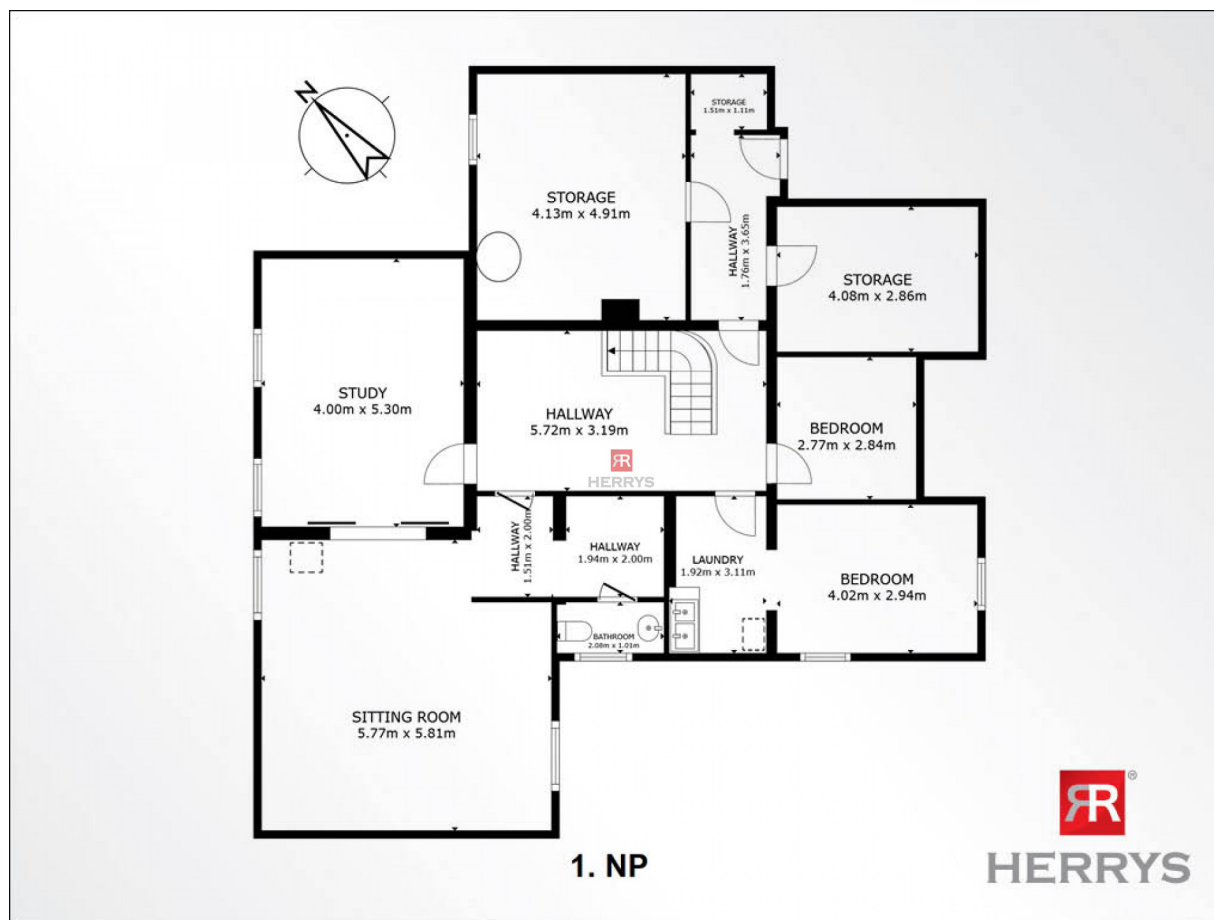 N
STORAGE
1.51m x 1.11m
STORAGE
4.13m x 4.91m
HALLWAY
1.76m x 3.65m
STORAGE
4.08m x 2.86m
STUDY
4.00m x 5.30m
HALLWAY
5.72m x 3.19m
RR
HERRYS
BEDROOM
2.77m x 2.84m
HALLWAY
1.51m x 2.00m
HALLWAY
1.94m x 2.00m
LAUNDRY
1.92m x 3.11m
BEDROOM
4.02m x 2.94m
BATHROOM
2.08m x 1.01m
SITTING ROOM
5.77m x 5.81m
1. NP
RR®
HERRYS